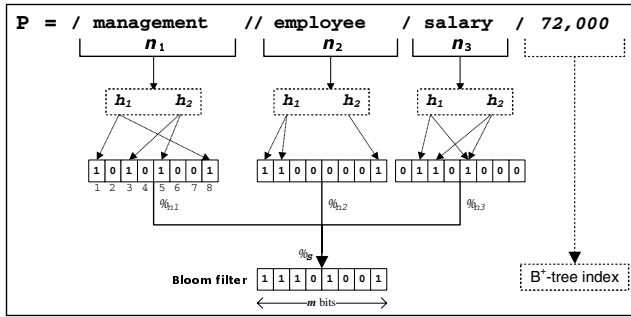 P = / management // employee / salary / 72,000
n1 n2 n3
h1 h2 h1 h2 h1 h2
1 0 1 0 1 0 0 1 1 1 0 0 0 0 0 1 0 1 1 0 1 0 0 0
1 2 3 4 5 6 7 8
%n1 %n2 %n3
%s
Bloom filter 1 1 1 0 1 0 0 1 B+-tree index
m bits